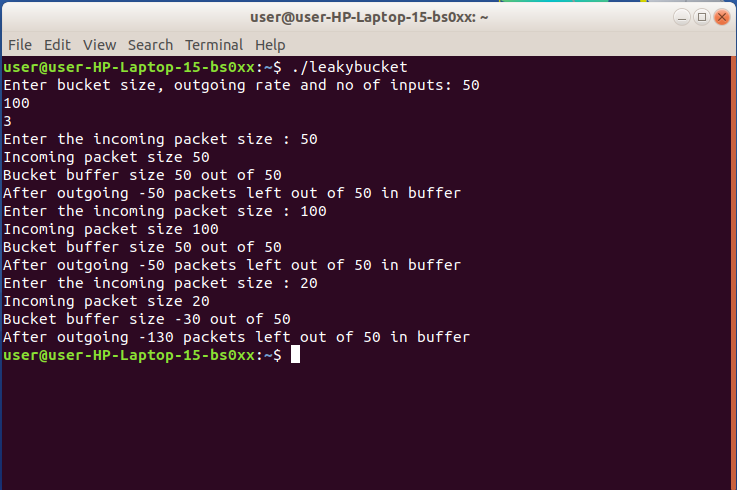 user@user-HP-Laptop-15-bs0xx: ~
File Edit View Search Terminal Help
user@user-HP-Laptop-15-bs0xx:~$ ./leakybucket
Enter bucket size, outgoing rate and no of inputs: 50
100
3
Enter the incoming packet size : 50
Incoming packet size 50
Bucket buffer size 50 out of 50
After outgoing -50 packets left out of 50 in buffer
Enter the incoming packet size : 100
Incoming packet size 100
Bucket buffer size 50 out of 50
After outgoing -50 packets left out of 50 in buffer
Enter the incoming packet size : 20
Incoming packet size 20
Bucket buffer size -30 out of 50
After outgoing -130 packets left out of 50 in buffer
user@user-HP-Laptop-15-bs0xx:~$